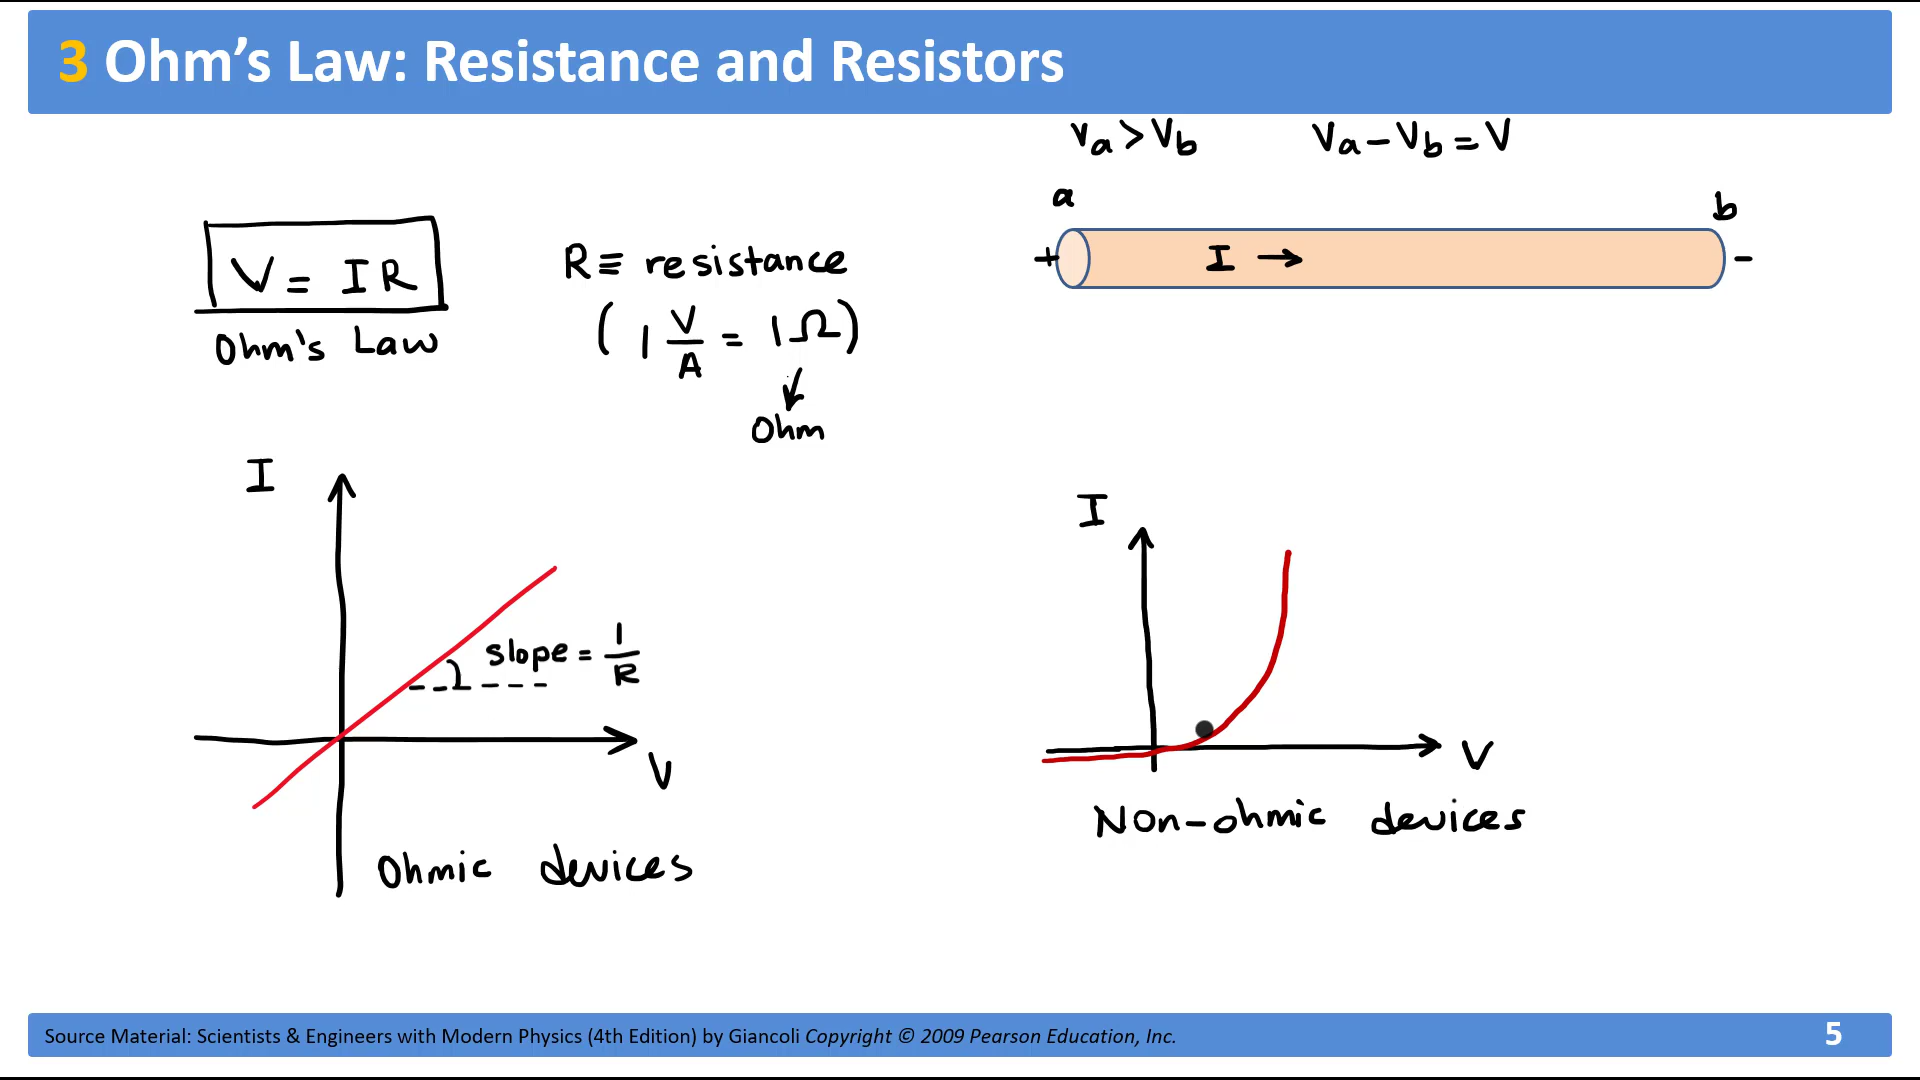 3 Ohm's Law: Resistance and Resistors
Va > Vb Va − Vb = V
a
b
+ I → -
V = IR
Ohm's Law
R ≡ resistance
( 1 V/A = 1 Ω )
Ohm
I
slope = 1/R
V
Ohmic devices
I
V
Non-ohmic devices
Source Material: Scientists & Engineers with Modern Physics (4th Edition) by Giancoli Copyright © 2009 Pearson Education, Inc.
5